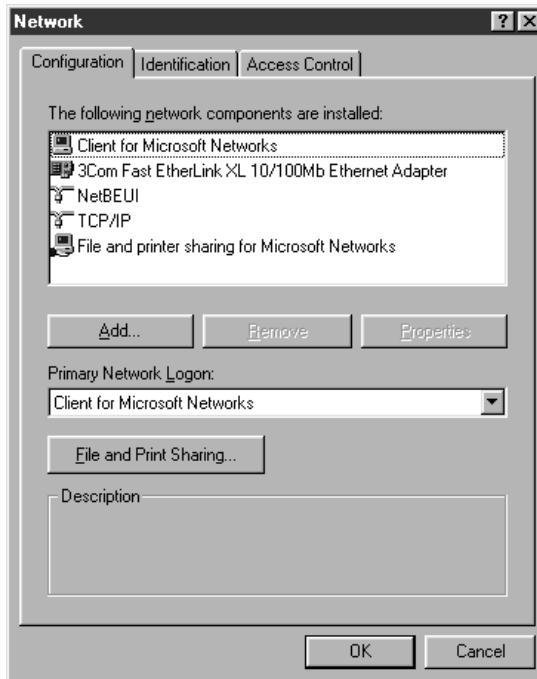 Network
Configuration
Identification
Access Control
The following network components are installed:
Client for Microsoft Networks
3Com Fast EtherLink XL 10/100Mb Ethernet Adapter
NetBEUI
TCP/IP
File and printer sharing for Microsoft Networks
Add...
Remove
Properties
Primary Network Logon:
Client for Microsoft Networks
File and Print Sharing...
Description
OK
Cancel